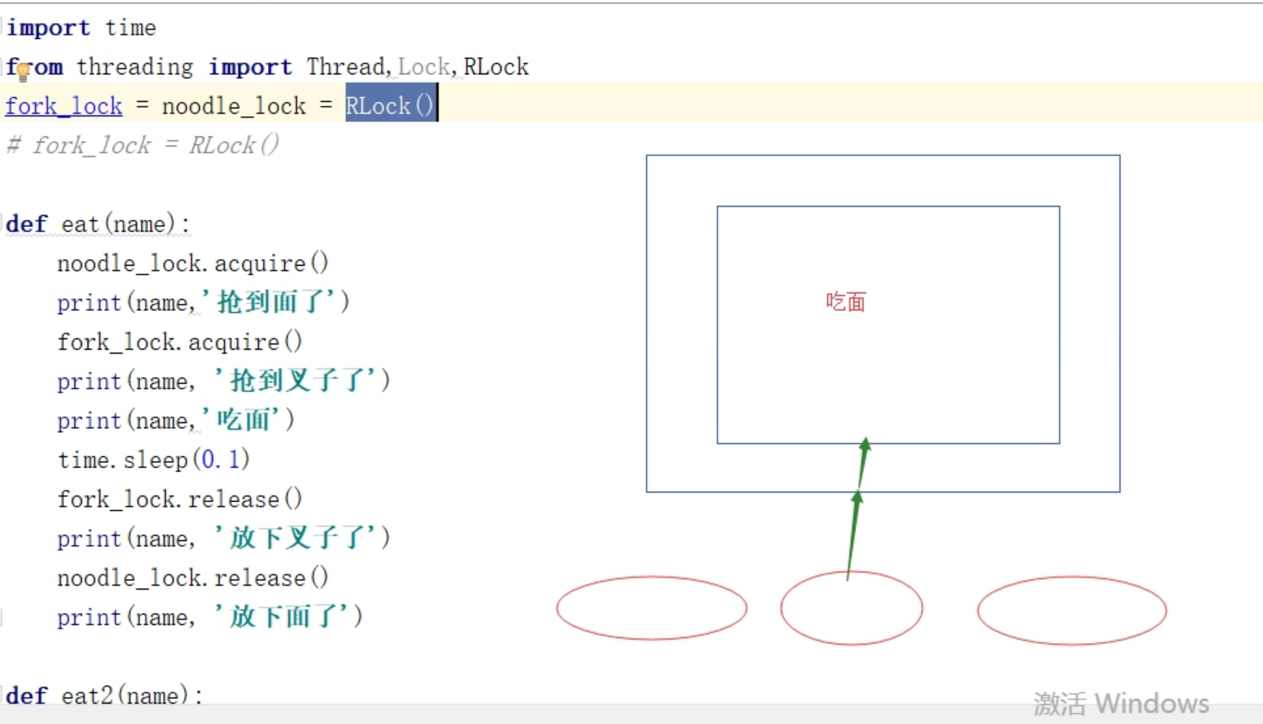 import time
from threading import Thread,Lock,RLock
fork_lock = noodle_lock = RLock()
# fork_lock = RLock()
def eat(name):
noodle_lock.acquire()
print(name,'抢到面了')
fork_lock.acquire()
print(name, '抢到叉子了')
print(name,'吃面')
time.sleep(0.1)
fork_lock.release()
print(name, '放下叉子了')
noodle_lock.release()
print(name, '放下面了')
def eat2(name):
吃面
激活 Windows